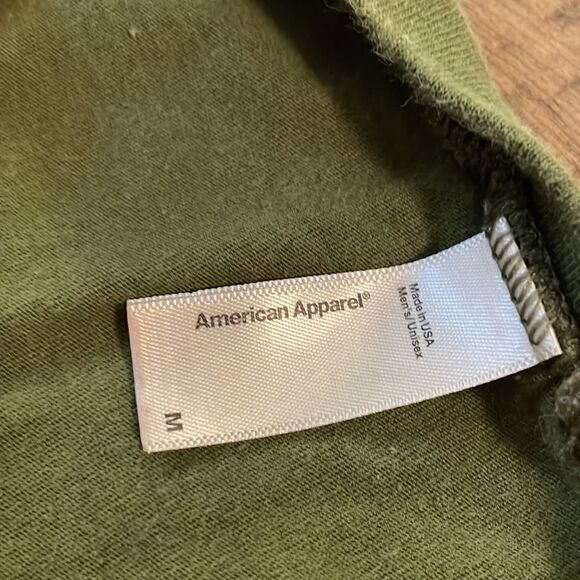 American Apparel®
Made in USA
Men's/Unisex
M